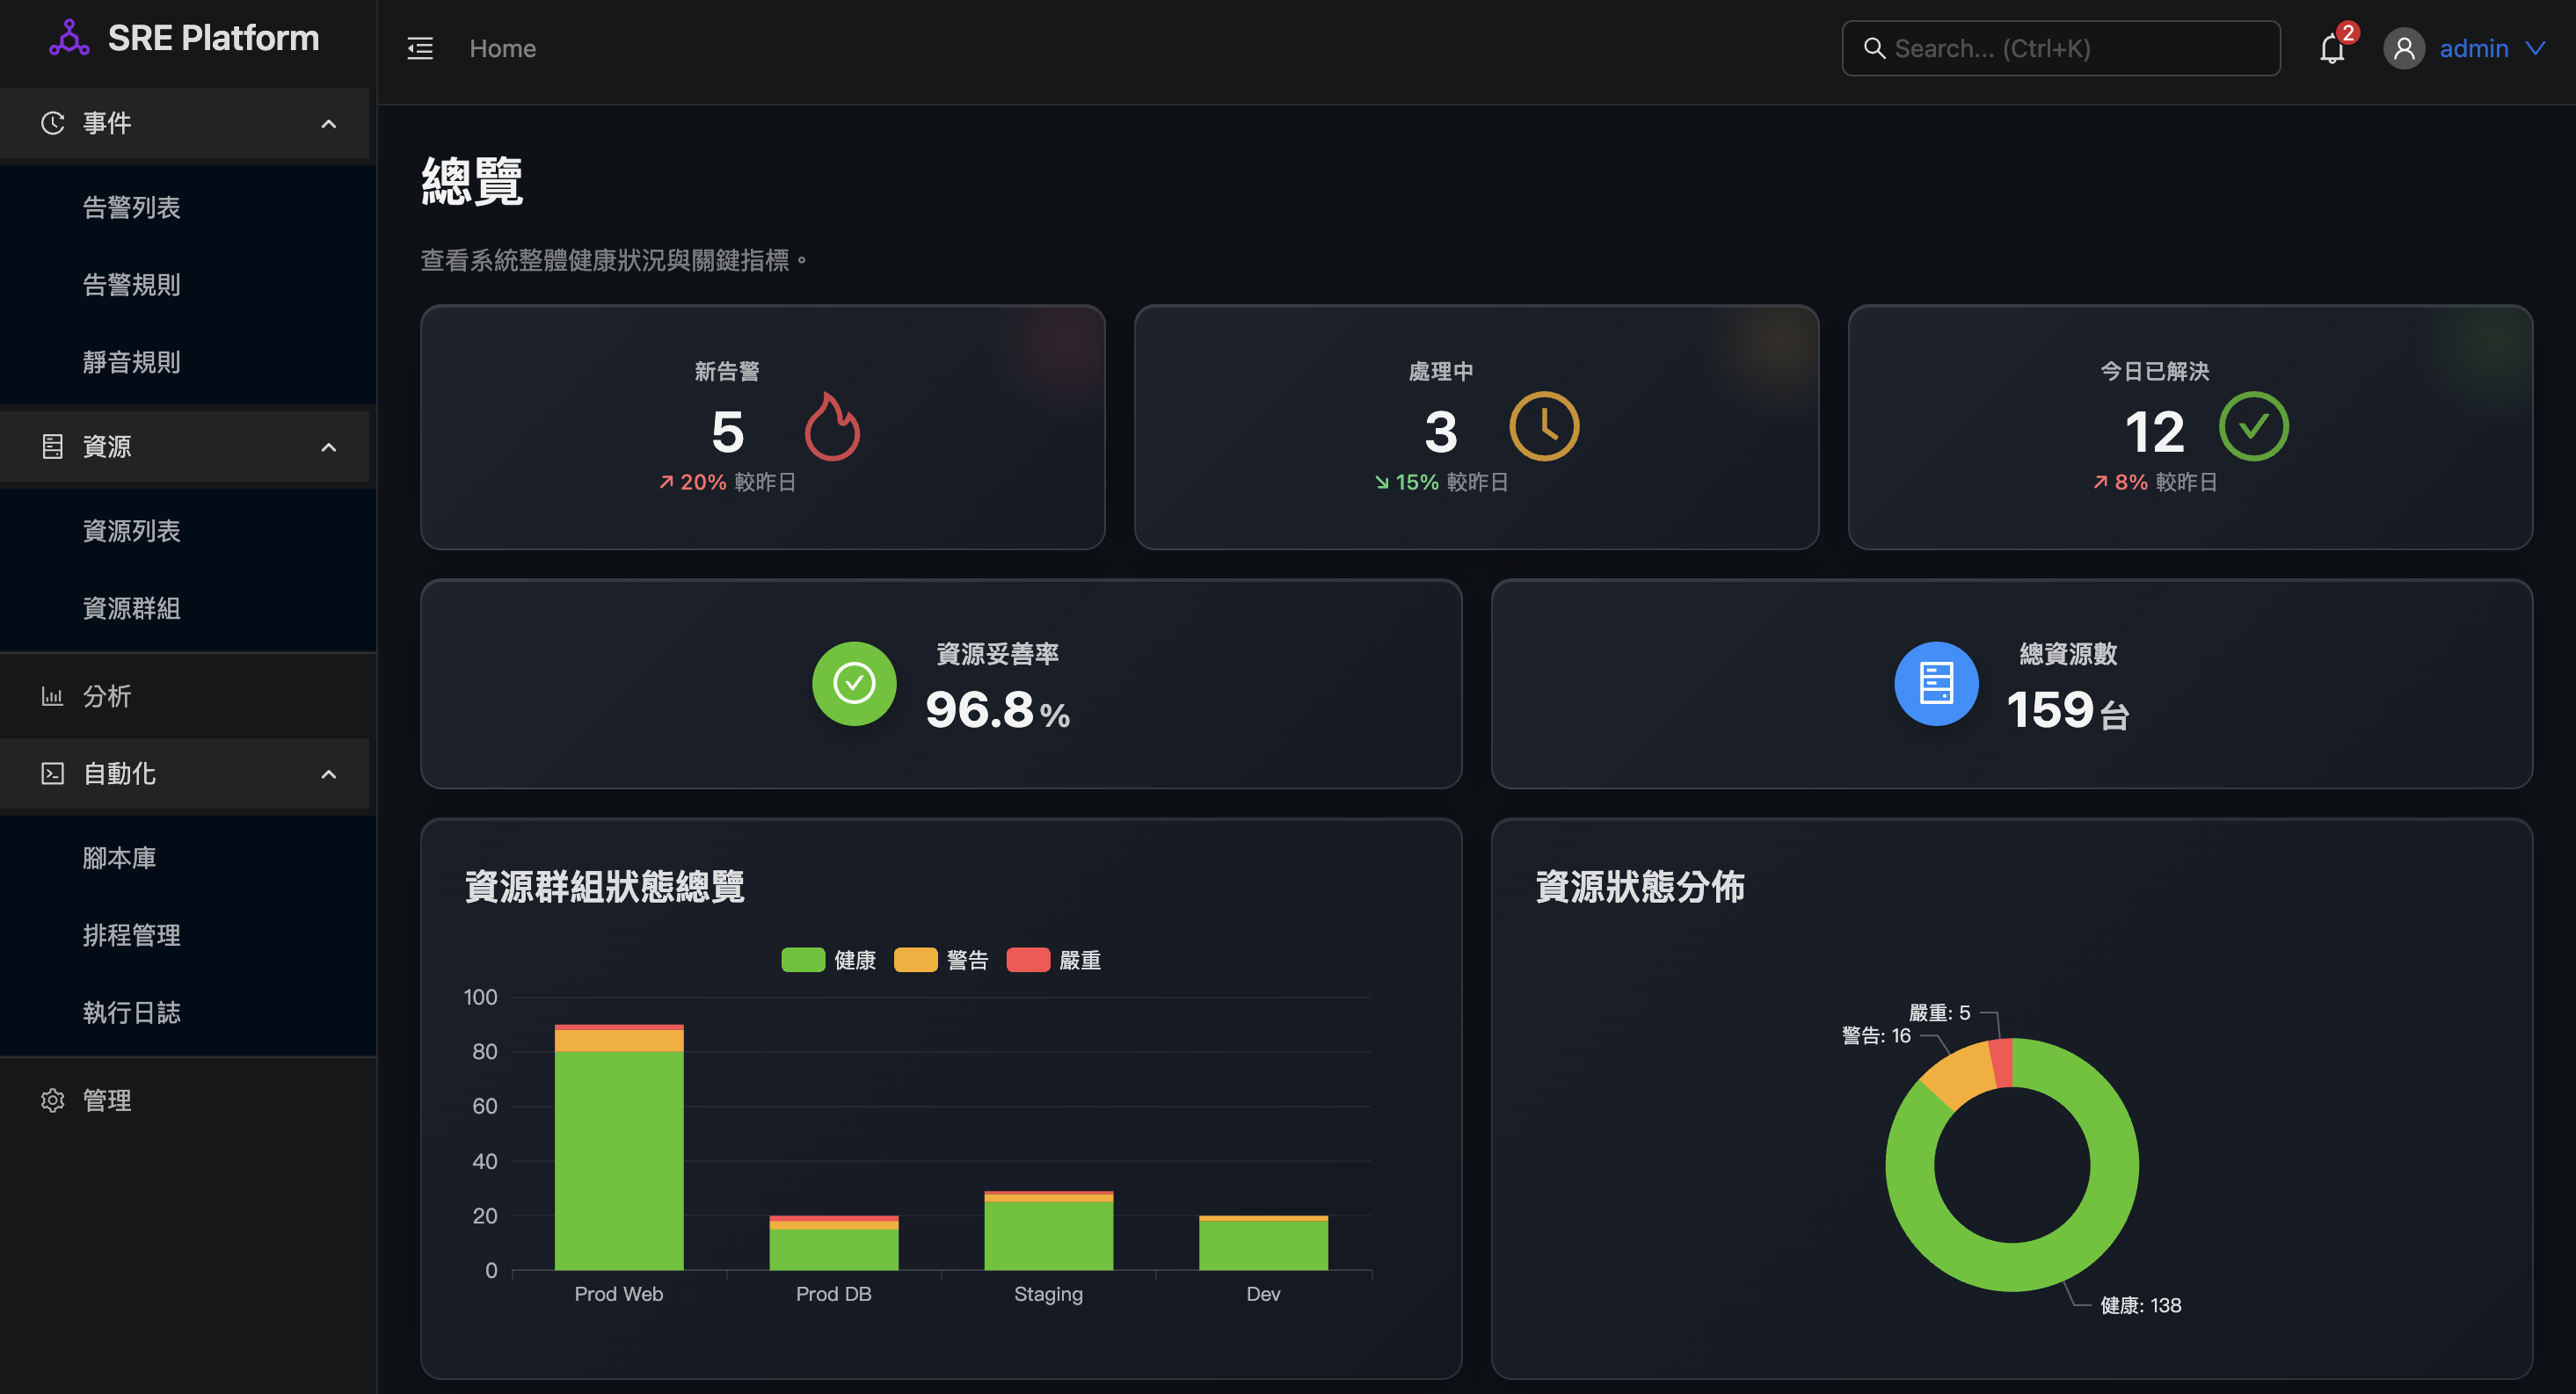 SRE Platform
Home
Search... (Ctrl+K)
2
admin
事件
告警列表
告警規則
靜音規則
資源
資源列表
資源群組
分析
自動化
腳本庫
排程管理
執行日誌
管理
總覽
查看系統整體健康狀況與關鍵指標。
新告警
5
20% 較昨日
處理中
3
15% 較昨日
今日已解決
12
8% 較昨日
資源妥善率
96.8%
總資源數
159台
資源群組狀態總覽
健康 警告 嚴重
100
80
60
40
20
0
Prod Web Prod DB Staging Dev
資源狀態分佈
嚴重: 5
警告: 16
健康: 138